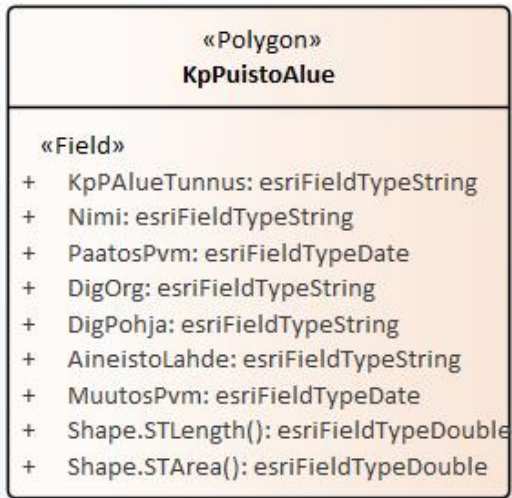 «Polygon»
KpPuistoAlue
«Field»
+ KpPAlueTunnus: esriFieldTypeString
+ Nimi: esriFieldTypeString
+ PaatosPvm: esriFieldTypeDate
+ DigOrg: esriFieldTypeString
+ DigPohja: esriFieldTypeString
+ AineistoLahde: esriFieldTypeString
+ MuutosPvm: esriFieldTypeDate
+ Shape.STLength(): esriFieldTypeDouble
+ Shape.STArea(): esriFieldTypeDouble